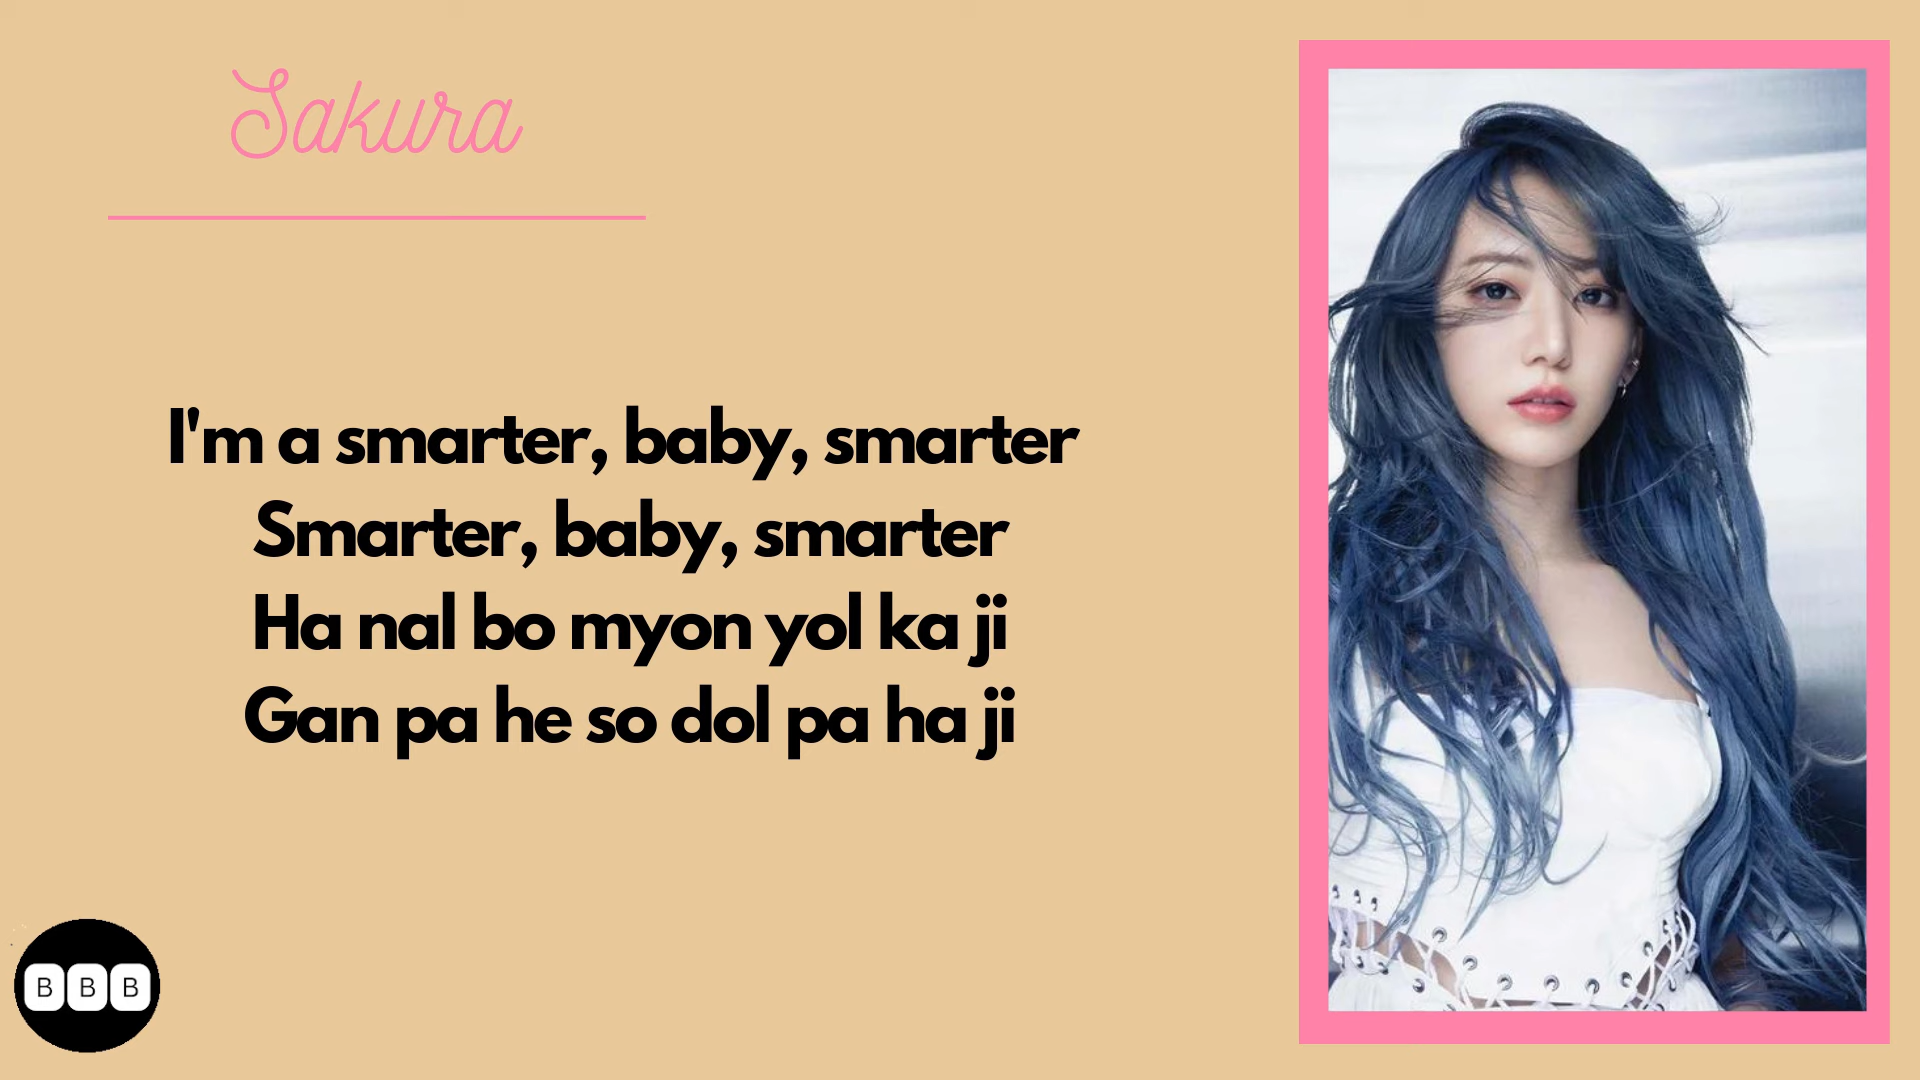 Sakura
I'm a smarter, baby, smarter
Smarter, baby, smarter
Ha nal bo myon yol ka ji
Gan pa he so dol pa ha ji
B B B